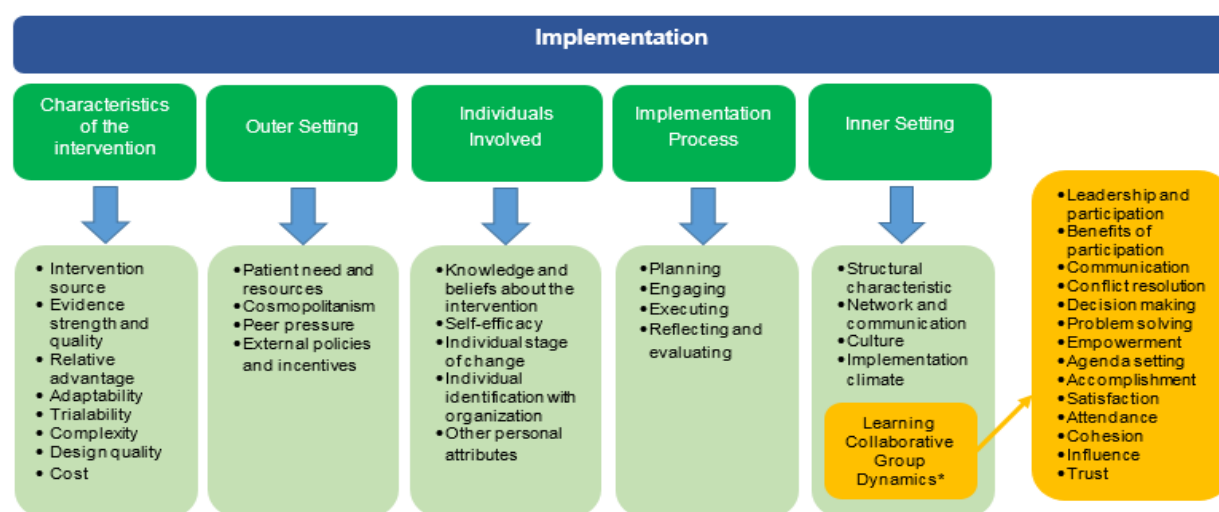 Implementation
Characteristics
of the
intervention
Outer Setting
Individuals
Involved
Implementation
Process
Inner Setting
• Intervention
source
• Evidence
strength and
quality
• Relative
advantage
• Adaptability
• Trialability
• Complexity
• Design quality
• Cost
•Patient need and
resources
•Cosmopolitanism
•Peer pressure
•External policies
and incentives
•Knowledge and
beliefs about the
intervention
•Self-efficacy
•Individual stage
of change
•Individual
identification with
organization
•Other personal
attributes
•Planning
•Engaging
•Executing
•Reflecting and
evaluating
•Structural
characteristic
•Network and
communication
•Culture
•Implementation
climate
Learning
Collaborative
Group
Dynamics*
•Leadership and
participation
•Benefits of
participation
•Communication
•Conflict resolution
•Decision making
•Problem solving
•Empowerment
•Agenda setting
•Accomplishment
•Satisfaction
•Attendance
•Cohesion
•Influence
•Trust